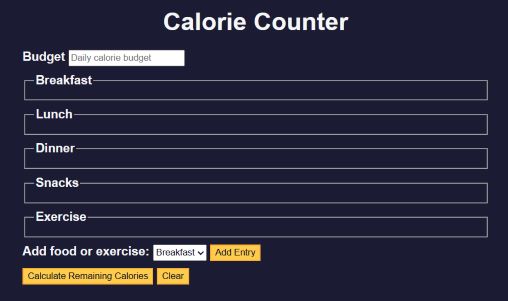 Calorie Counter
Budget Daily calorie budget
Breakfast
Lunch
Dinner
Snacks
Exercise
Add food or exercise: Breakfast Add Entry
Calculate Remaining Calories Clear